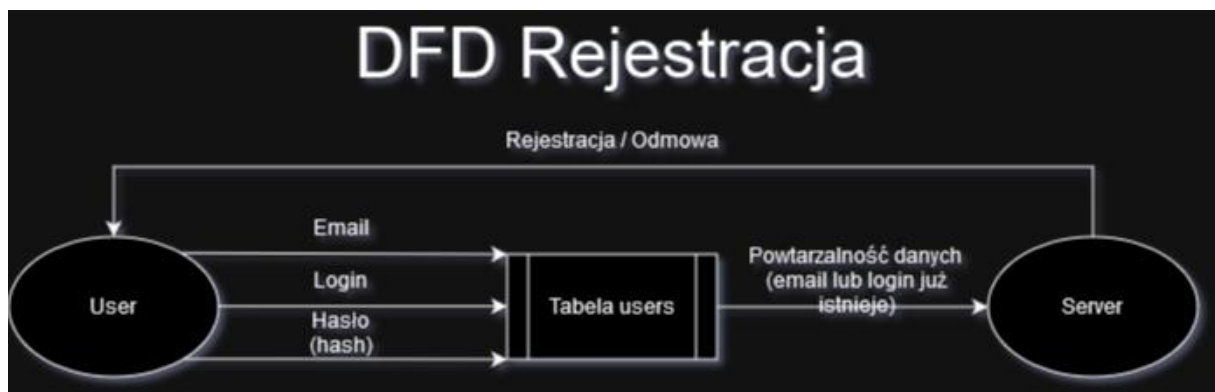 DFD Rejestracja
Rejestracja / Odmowa
Email
Login
Hasło
(hash)
User
Tabela users
Powtarzalność danych
(email lub login już
istnieje)
Server